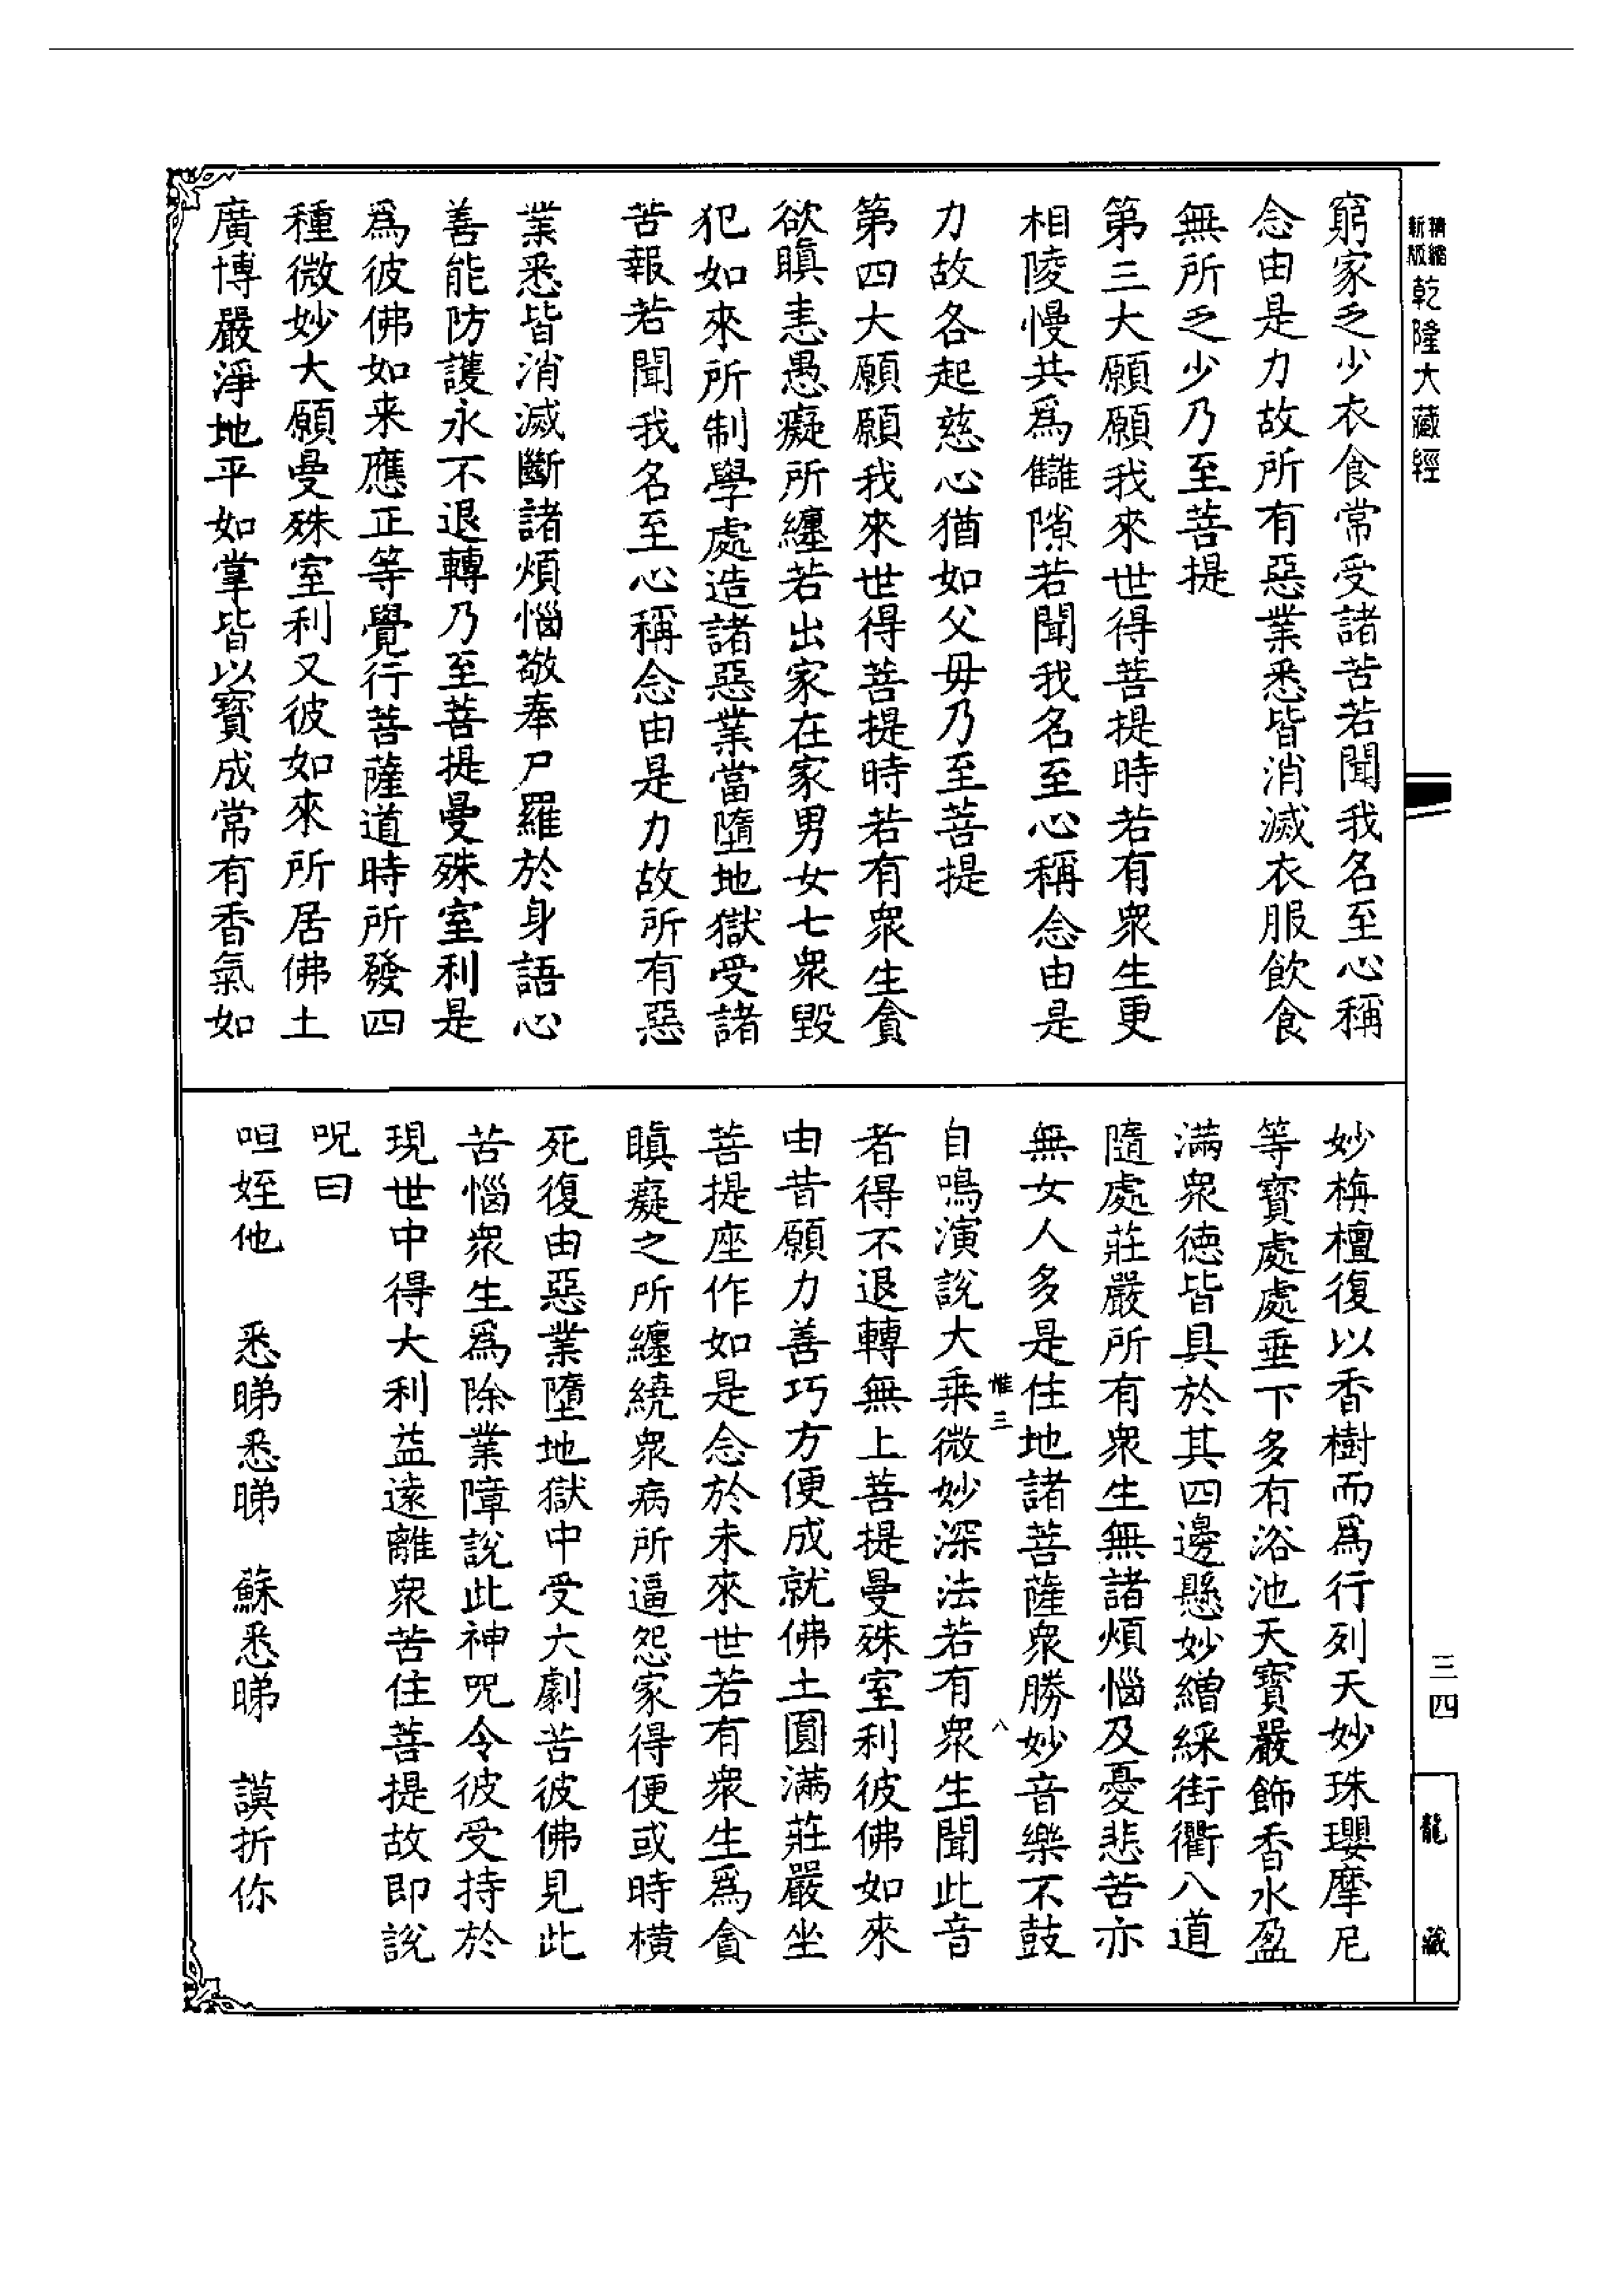 精縮新版
乾隆大藏經
窮家乏少衣食常受諸苦若聞我名至心稱
念由是力故所有惡業悉皆消滅衣服飲食
無所乏少乃至菩提
第三大願願我來世得菩提時若有衆生更
相陵慢共爲讎隙若聞我名至心稱念由是
力故各起慈心猶如父母乃至菩提
第四大願願我來世得菩提時若有衆生貪
欲瞋恚愚癡所纏若出家在家男女七衆毀
犯如來所制學處造諸惡業當墮地獄受諸
苦報若聞我名至心稱念由是力故所有惡
業悉皆消滅斷諸煩惱敬奉尸羅於身語心
善能防護永不退轉乃至菩提曼殊室利是
爲彼佛如来應正等覺行菩薩道時所發四
種微妙大願曼殊室利又彼如來所居佛土
廣博嚴淨地平如掌皆以寳成常有香氣如
妙栴檀復以香樹而爲行列天妙珠瓔摩尼
等寳處處垂下多有浴池天寳嚴飾香水盈
滿衆德皆具於其四邊懸妙繒綵街衢八道
隨處莊嚴所有衆生無諸煩惱及憂悲苦亦
無女人多是住地諸菩薩衆勝妙音樂不鼓
惟三 八
自鳴演説大乗微妙深法若有衆生聞此音
者得不退轉無上菩提曼殊室利彼佛如來
由昔願力善巧方便成就佛土圓滿莊嚴坐
菩提座作如是念於未來世若有衆生爲貪
瞋癡之所纏繞衆病所逼怨家得便或時橫
死復由惡業墮地獄中受大劇苦彼佛見此
苦惱衆生爲除業障説此神呪令彼受持於
現世中得大利益遠離衆苦住菩提故即説
呪曰
呾姪他 悉睇悉睇 蘇悉睇 謨折你
三四
龍藏